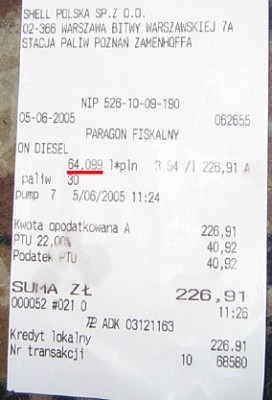 SHELL POLSKA SP.Z O.O.
02-366 WARSZAWA BITWY WARSZAWSKIEJ 7A
STACJA PALIW POZNAŃ ZAMENHOFFA
NIP 526-10-09-190
05-06-2005 062655
PARAGON FISKALNY
ON DIESEL
64,099 l*pln 3,54 /l 226,91 A
paliw 30
pump 7 5/06/2005 11:24
Kwota opodatkowana A 226,91
PTU 22,00% 40,92
Podatek PTU 40,92
SUMA ZŁ 226,91
000052 #021 0 11:26
ADK 03121163
Kredyt lokalny 226.91
Nr transakcji 10 68580